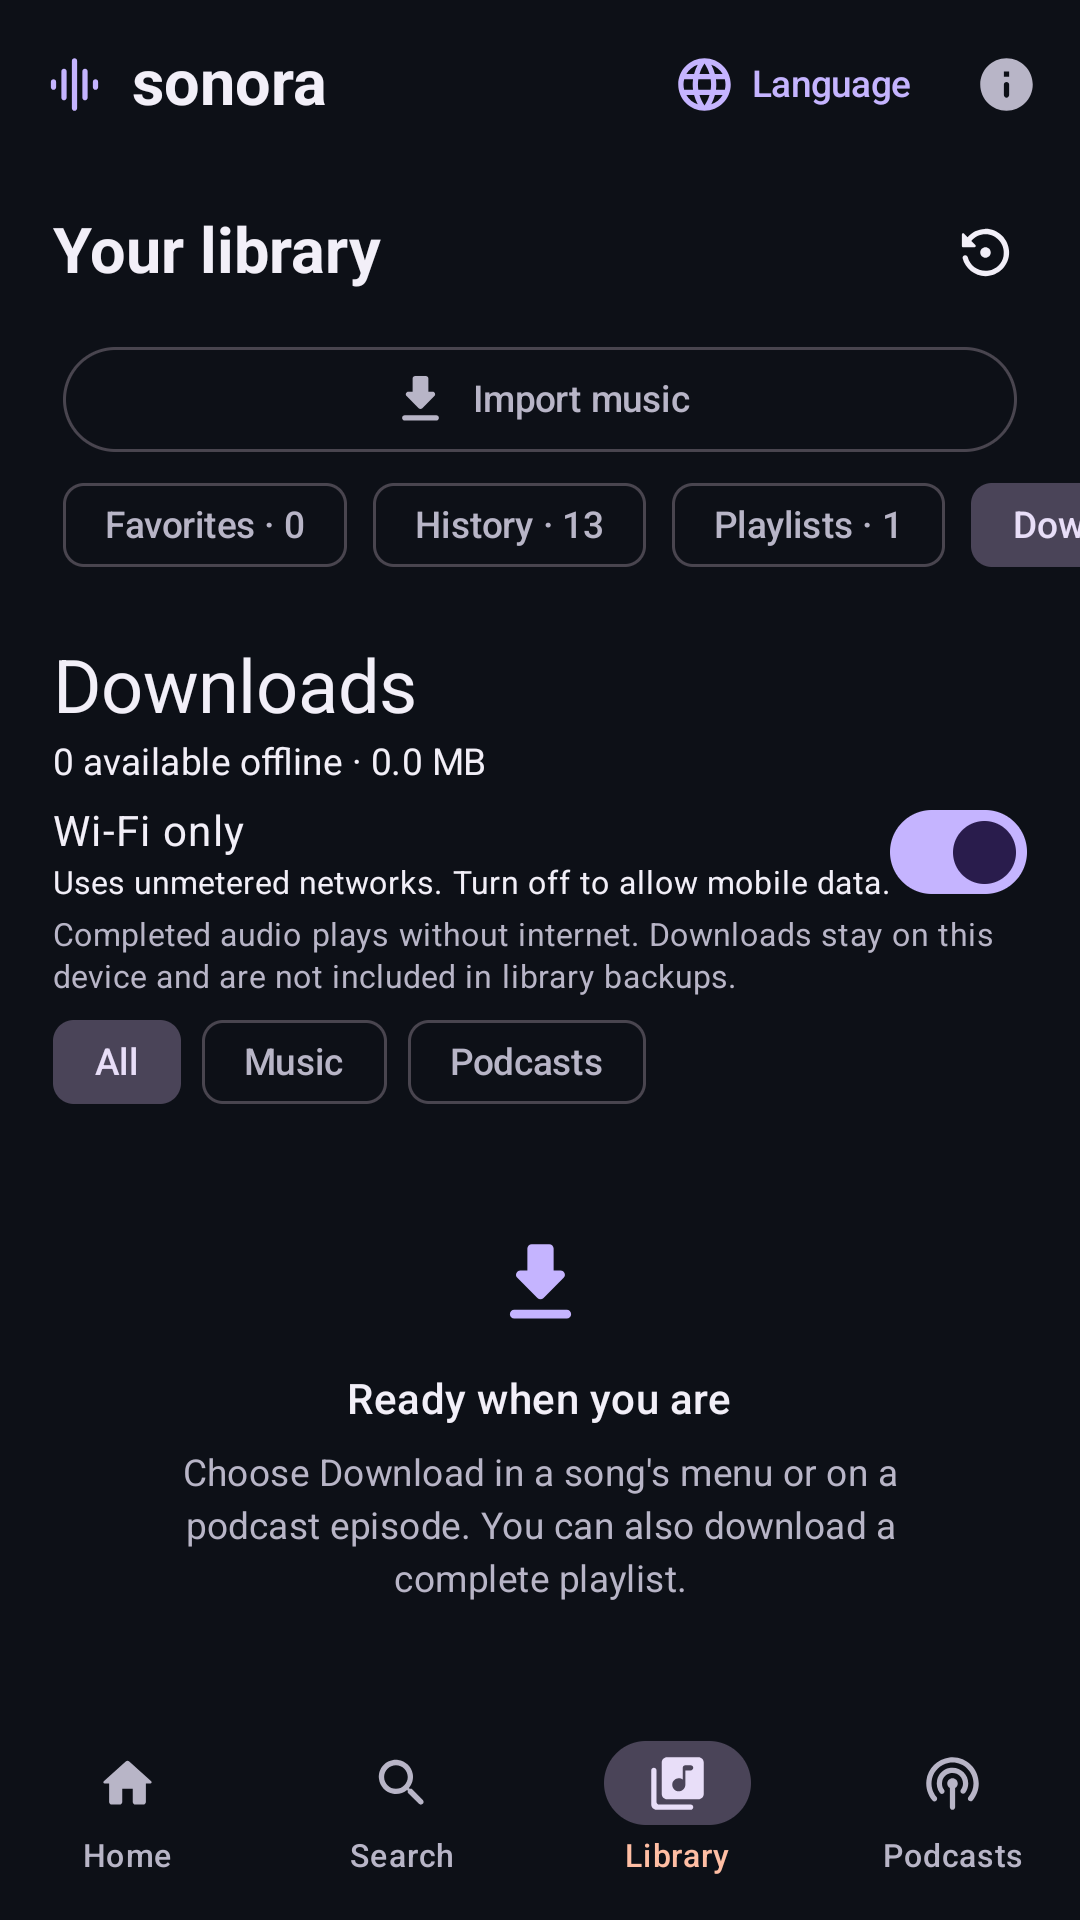 sonora
Language
Your library
Import music
Favorites · 0
History · 13
Playlists · 1
Dow
Downloads
0 available offline · 0.0 MB
Wi-Fi only
Uses unmetered networks. Turn off to allow mobile data.
Completed audio plays without internet. Downloads stay on this
device and are not included in library backups.
All
Music
Podcasts
Ready when you are
Choose Download in a song's menu or on a
podcast episode. You can also download a
complete playlist.
Home
Search
Library
Podcasts